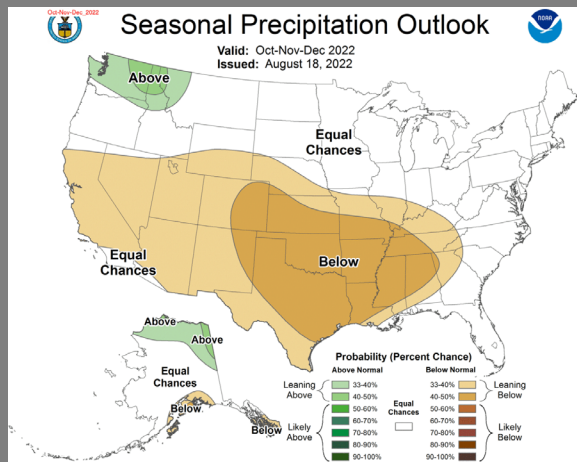 Oct-Nov-Dec_2022
Seasonal Precipitation Outlook
NOAA
Valid: Oct-Nov-Dec 2022
Issued: August 18, 2022
Above
Equal
Chances
Equal
Chances
Below
Above
Above
Equal
Chances
Below
Below
Probability (Percent Chance)
Above Normal
Below Normal
Leaning
Above
33-40%
40-50%
Likely
Above
50-60%
60-70%
70-80%
80-90%
90-100%
Equal
Chances
33-40%
40-50%
Leaning
Below
50-60%
60-70%
70-80%
80-90%
90-100%
Likely
Below